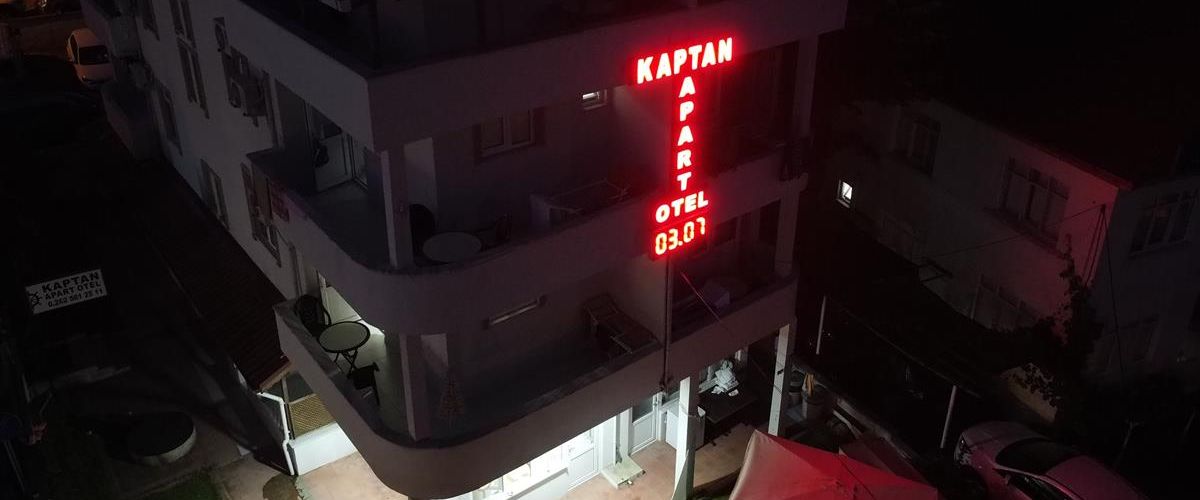 KAPTAN
APART
OTEL
03.07
KAPTAN
APART OTEL